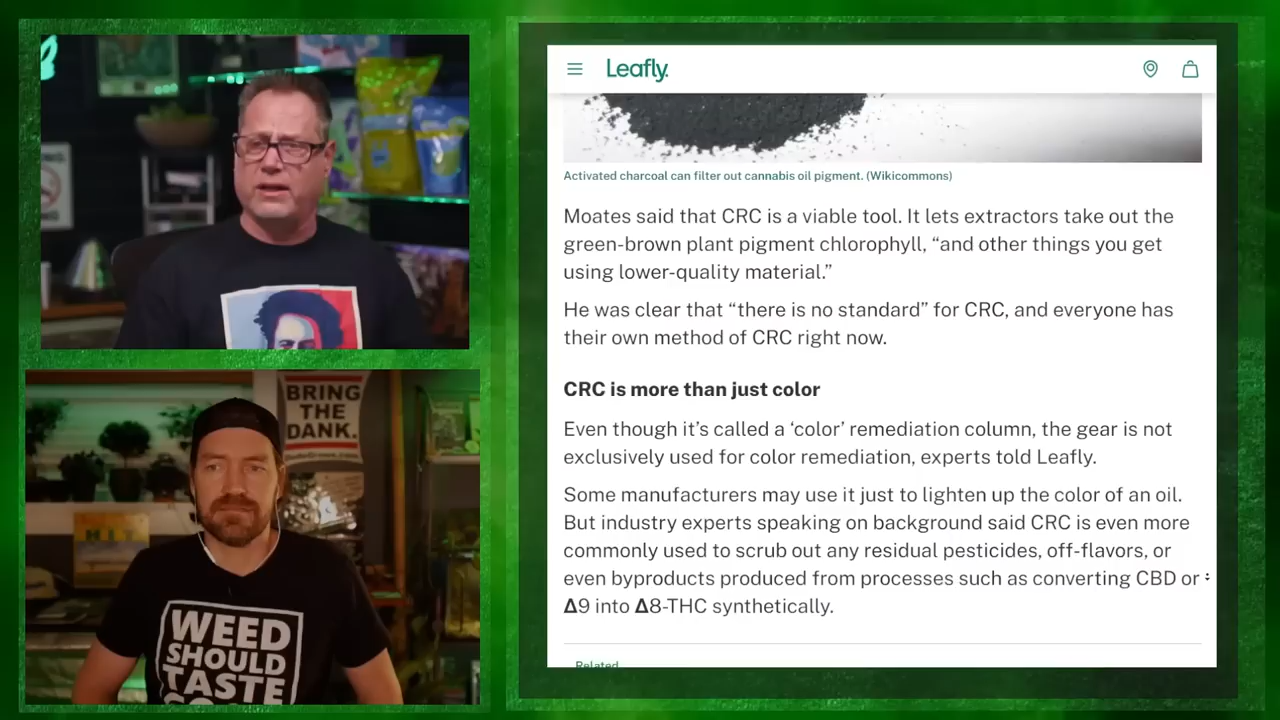 Leafly.
Activated charcoal can filter out cannabis oil pigment. (Wikicommons)
Moates said that CRC is a viable tool. It lets extractors take out the
green-brown plant pigment chlorophyll, “and other things you get
using lower-quality material.”
He was clear that “there is no standard” for CRC, and everyone has
their own method of CRC right now.
CRC is more than just color
Even though it’s called a ‘color’ remediation column, the gear is not
exclusively used for color remediation, experts told Leafly.
Some manufacturers may use it just to lighten up the color of an oil.
But industry experts speaking on background said CRC is even more
commonly used to scrub out any residual pesticides, off-flavors, or
even byproducts produced from processes such as converting CBD or
Δ9 into Δ8-THC synthetically.
Related
BRING
THE
DANK.
WEED
SHOULD
TASTE